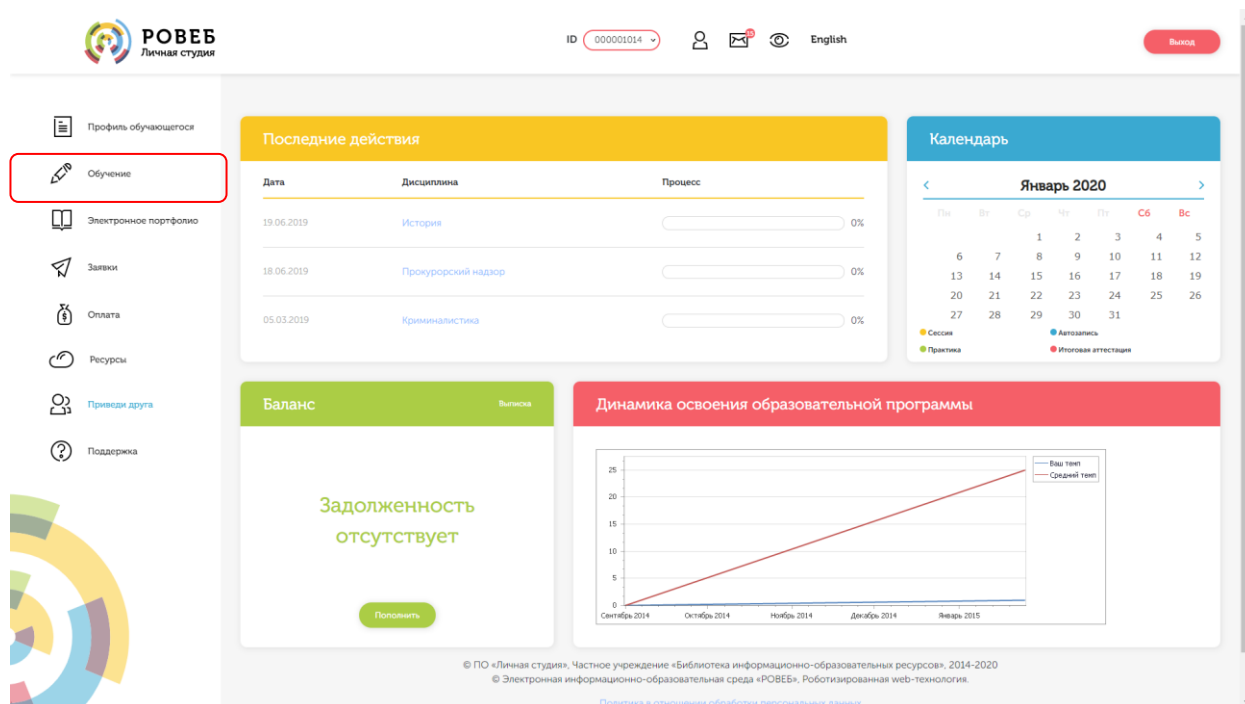 РОВЕБ
Личная студия
ID 000001014
15
English
Выход
Профиль обучающегося
Обучение
Электронное портфолио
Заявки
Оплата
Ресурсы
Приведи друга
Поддержка
Последние действия
Дата Дисциплина Процесс
19.06.2019 История 0%
18.06.2019 Прокурорский надзор 0%
05.03.2019 Криминалистика 0%
Календарь
Январь 2020
Пн Вт Ср Чт Пт Сб Вс
1 2 3 4 5
6 7 8 9 10 11 12
13 14 15 16 17 18 19
20 21 22 23 24 25 26
27 28 29 30 31
Сессия Автозапись
Практика Итоговая аттестация
Баланс Выписка
Задолженность
отсутствует
Пополнить
Динамика освоения образовательной программы
25
20
15
10
5
0
Сентябрь 2014 Октябрь 2014 Ноябрь 2014 Декабрь 2014 Январь 2015
Ваш темп
Средний темп
© ПО «Личная студия», Частное учреждение «Библиотека информационно-образовательных ресурсов», 2014-2020
© Электронная информационно-образовательная среда «РОВЕБ», Роботизированная web-технология.
Политика в отношении обработки персональных данных